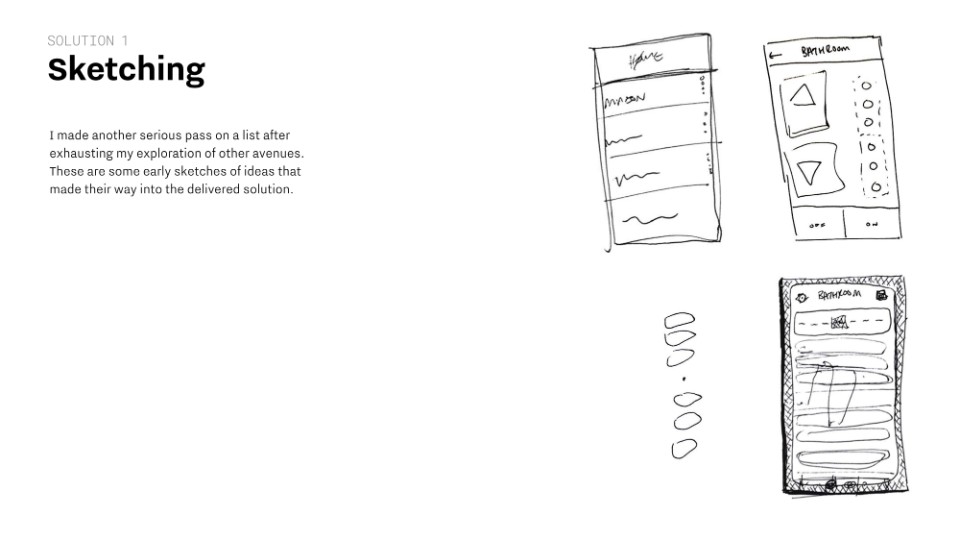 SOLUTION 1
Sketching
I made another serious pass on a list after
exhausting my exploration of other avenues.
These are some early sketches of ideas that
made their way into the delivered solution.
BATHROOM
OFF
ON
BATHROOM